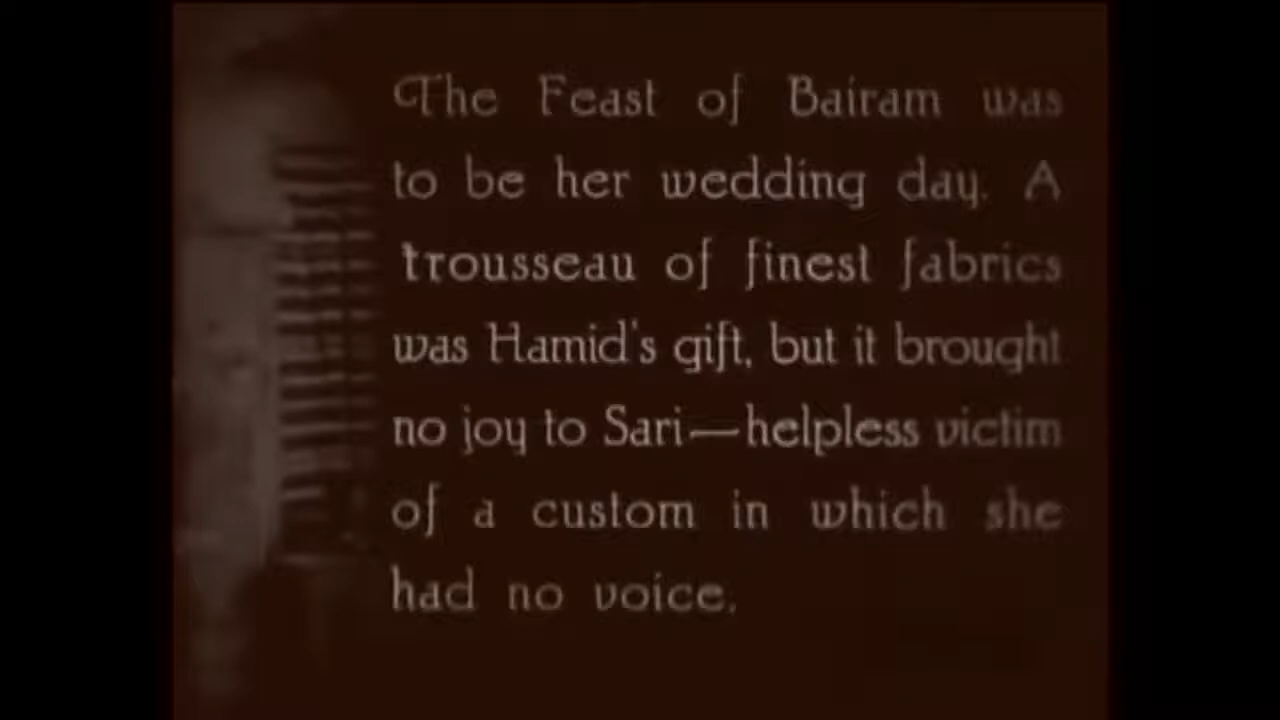 The Feast of Bairam was
to be her wedding day. A
trousseau of finest fabrics
was Hamid's gift, but it brought
no joy to Sari—helpless victim
of a custom in which she
had no voice.